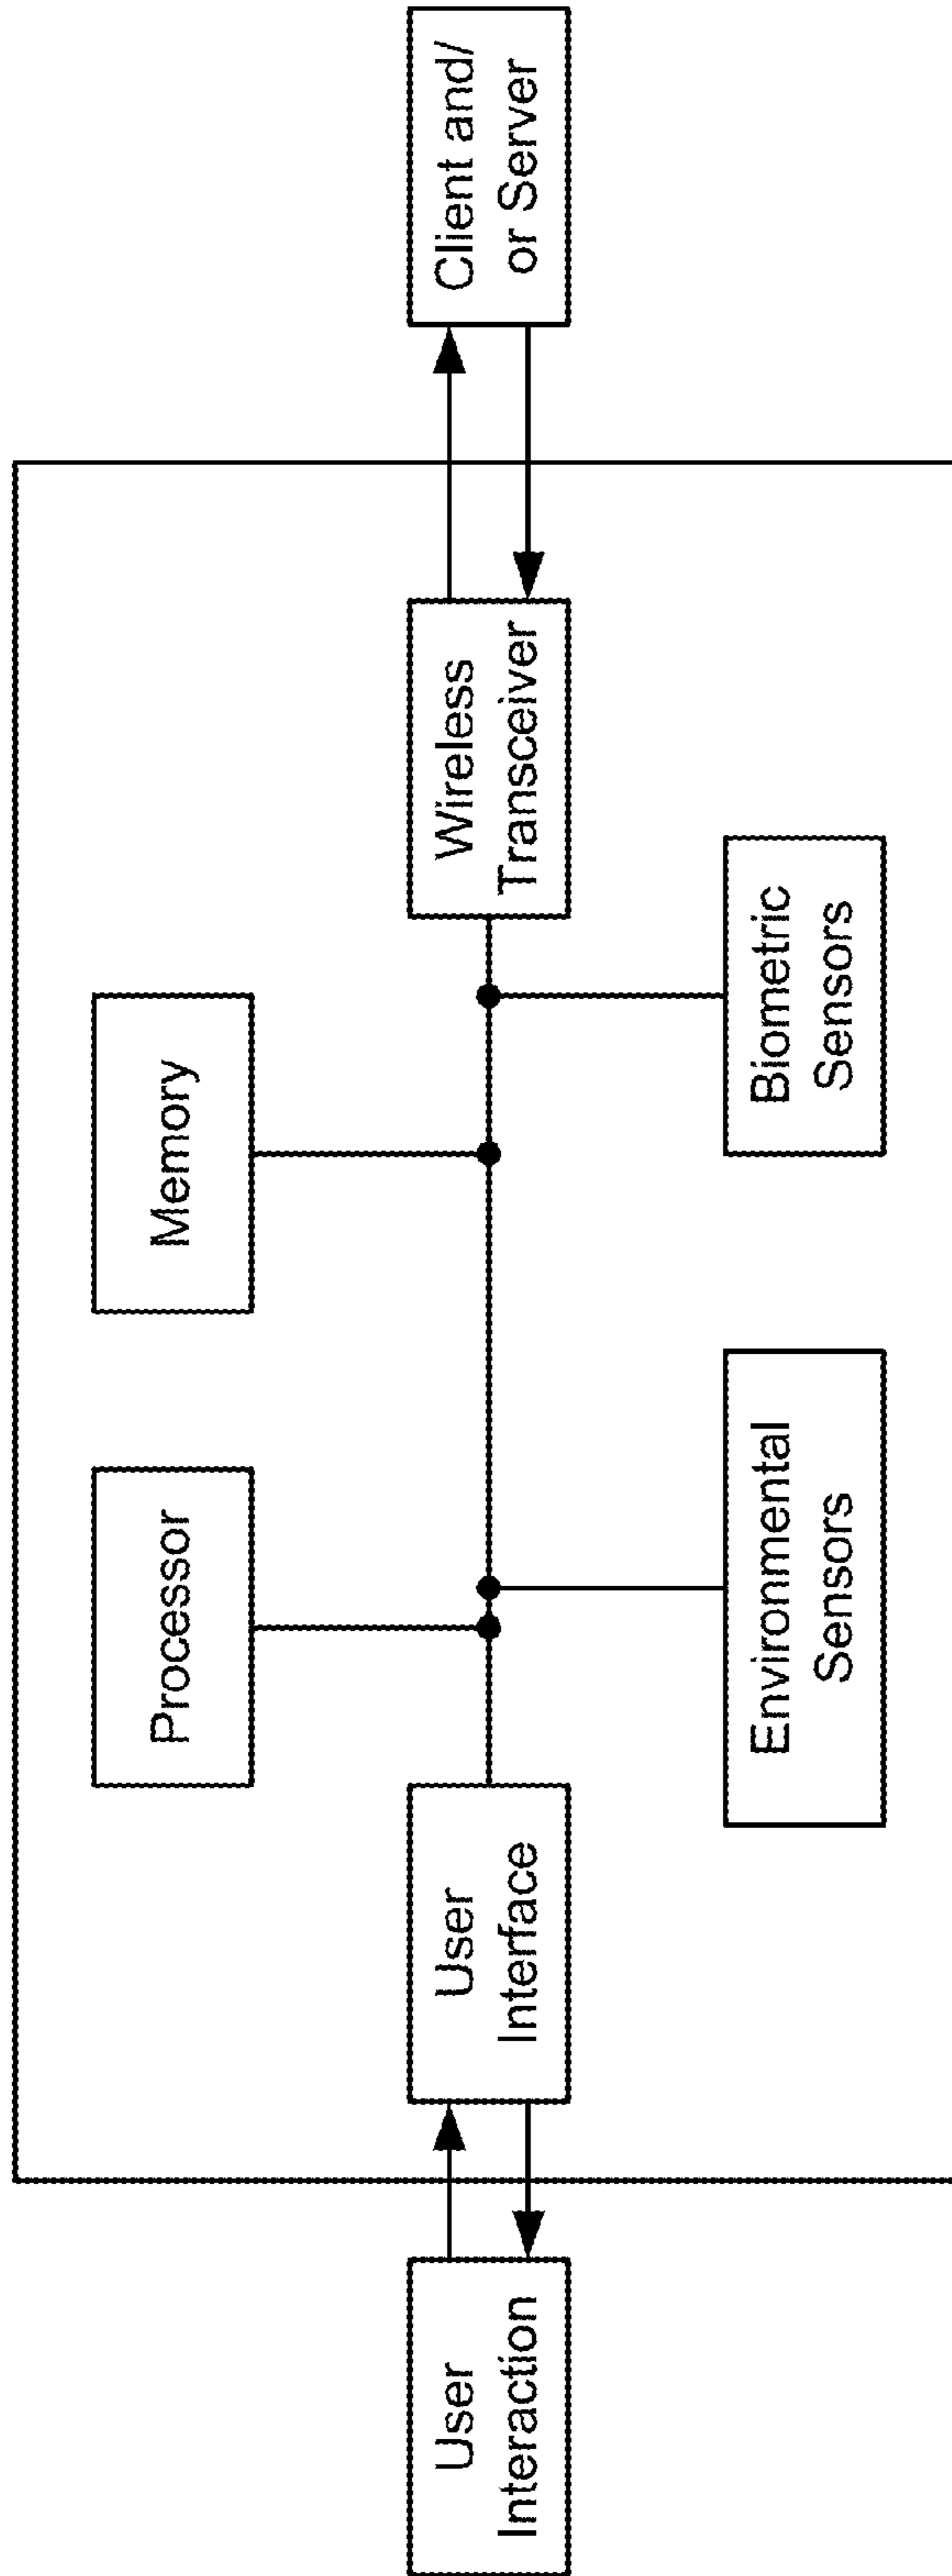 Processor
Memory
User
Interaction
User
Interface
Wireless
Transceiver
Client and/
or Server
Environmental
Sensors
Biometric
Sensors